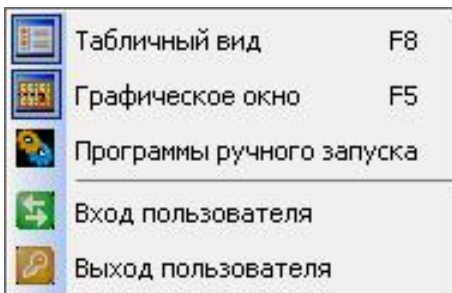 Табличный вид F8
Графическое окно F5
Программы ручного запуска
Вход пользователя
Выход пользователя